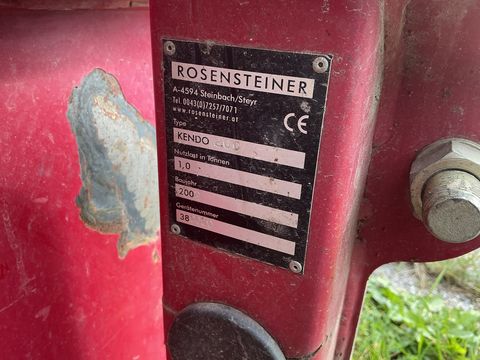 ROSENSTEINER
A-4594 Steinbach/Steyr
Tel. 0043(0)7257/7071
www.rosensteiner.at
CE
Type
KENDO
Nutzlast in Tonnen
1,0
Baujahr
200
Gerätenummer
38